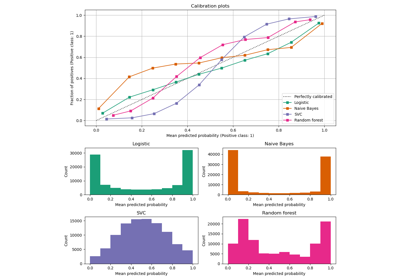 Calibration plots
1.0
0.8
0.6
0.4
0.2
0.0
Fraction of positives (Positive class: 1)
Perfectly calibrated
Logistic
Naive Bayes
SVC
Random forest
0.0 0.2 0.4 0.6 0.8 1.0
Mean predicted probability (Positive class: 1)
Logistic
30000
20000
10000
0
Count
0.0 0.2 0.4 0.6 0.8 1.0
Mean predicted probability
Naive Bayes
40000
30000
20000
10000
0
Count
0.0 0.2 0.4 0.6 0.8 1.0
Mean predicted probability
SVC
15000
10000
5000
0
Count
0.0 0.2 0.4 0.6 0.8 1.0
Mean predicted probability
Random forest
20000
15000
10000
5000
0
Count
0.0 0.2 0.4 0.6 0.8 1.0
Mean predicted probability